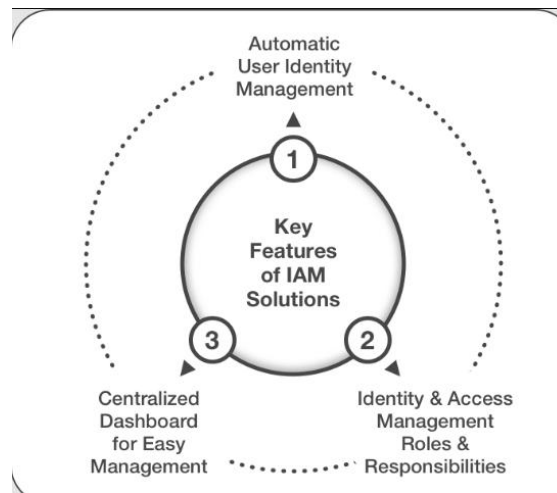 Automatic
User Identity
Management
1
Key
Features
of IAM
Solutions
3
2
Centralized
Dashboard
for Easy
Management
Identity & Access
Management
Roles &
Responsibilities